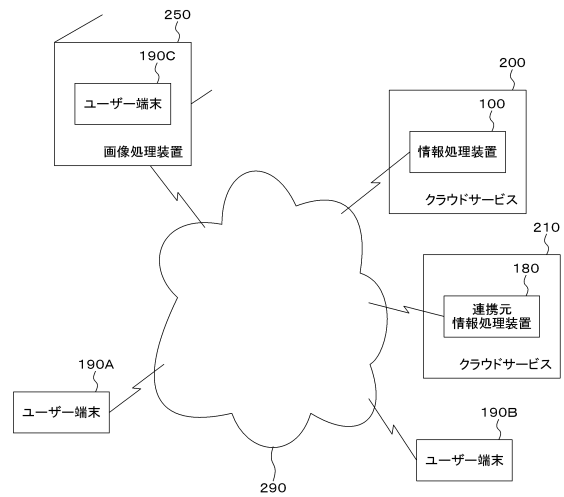 250
190C
ユーザー端末
画像処理装置
200
100
情報処理装置
クラウドサービス
210
180
連携元
情報処理装置
クラウドサービス
190A
ユーザー端末
190B
ユーザー端末
290